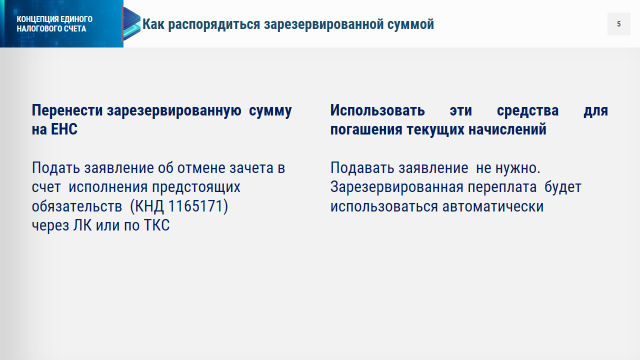 КОНЦЕПЦИЯ ЕДИНОГО
НАЛОГОВОГО СЧЕТА
Как распорядиться зарезервированной суммой
5
Перенести зарезервированную сумму
на ЕНС
Подать заявление об отмене зачета в
счет исполнения предстоящих
обязательств (КНД 1165171)
через ЛК или по ТКС
Использовать эти средства для
погашения текущих начислений
Подавать заявление не нужно.
Зарезервированная переплата будет
использоваться автоматически